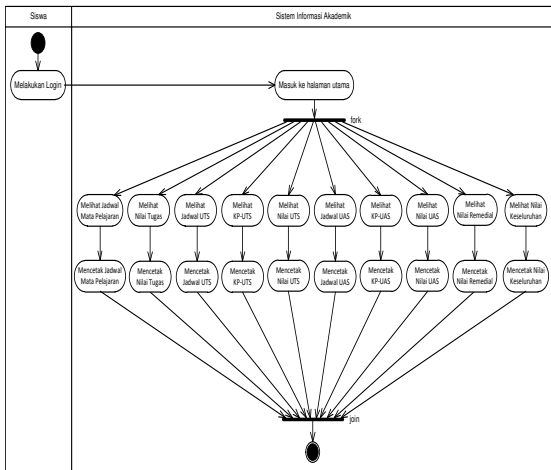 Siswa
Sistem Informasi Akademik
Melakukan Login
Masuk ke halaman utama
fork
Melihat Jadwal
Mata Pelajaran
Melihat
Nilai Tugas
Melihat
Jadwal UTS
Melihat
KP-UTS
Melihat
Nilai UTS
Melihat
Jadwal UAS
Melihat
KP-UAS
Melihat
Nilai UAS
Melihat
Nilai Remedial
Melihat Nilai
Keseluruhan
Mencetak Jadwal
Mata Pelajaran
Mencetak
Nilai Tugas
Mencetak
Jadwal UTS
Mencetak
KP-UTS
Mencetak
Nilai UTS
Mencetak
Jadwal UAS
Mencetak
KP-UAS
Mencetak
Nilai UAS
Mencetak
Nilai Remedial
Mencetak Nilai
Keseluruhan
join